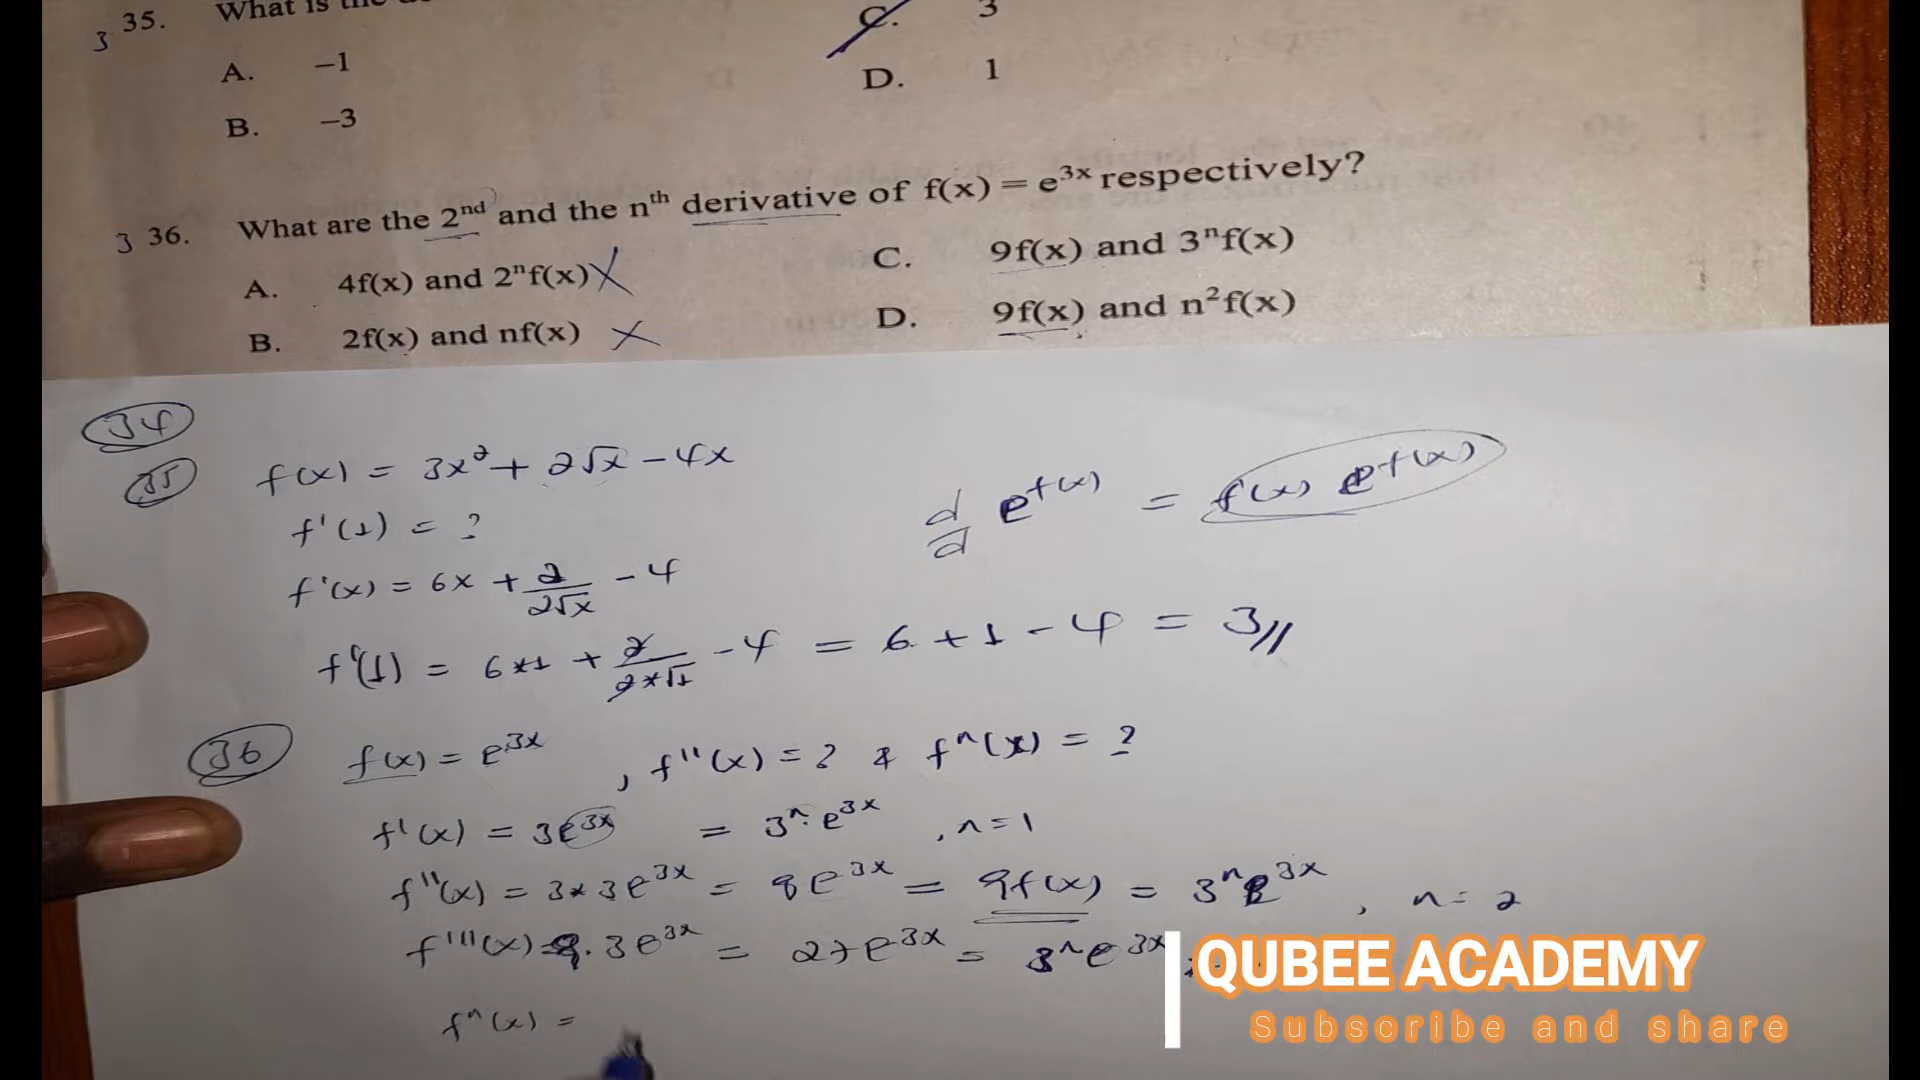 3 35. What is the
A. –1
B. –3
C. 3
D. 1
3 36. What are the 2nd and the nth derivative of f(x) = e^3x respectively?
A. 4f(x) and 2^n f(x) X
B. 2f(x) and nf(x) X
C. 9f(x) and 3^n f(x)
D. 9f(x) and n^2 f(x)
34
35 f(x) = 3x^2 + 2√x – 4x
f'(1) = ?
f'(x) = 6x + 2/2√x – 4
f'(1) = 6*1 + 2/2*√1 – 4 = 6 + 1 – 4 = 3//
d/d e^f(x) = f'(x) e^f(x)
36 f(x) = e^3x , f''(x) = ? & f^n(x) = ?
f'(x) = 3e^3x = 3^n · e^3x , n=1
f''(x) = 3*3e^3x = 9e^3x = 9f(x) = 3^n e^3x , n=2
f'''(x) = 9.3e^3x = 27e^3x = 3^n e^3x
f^n(x) =
QUBEE ACADEMY
Subscribe and share